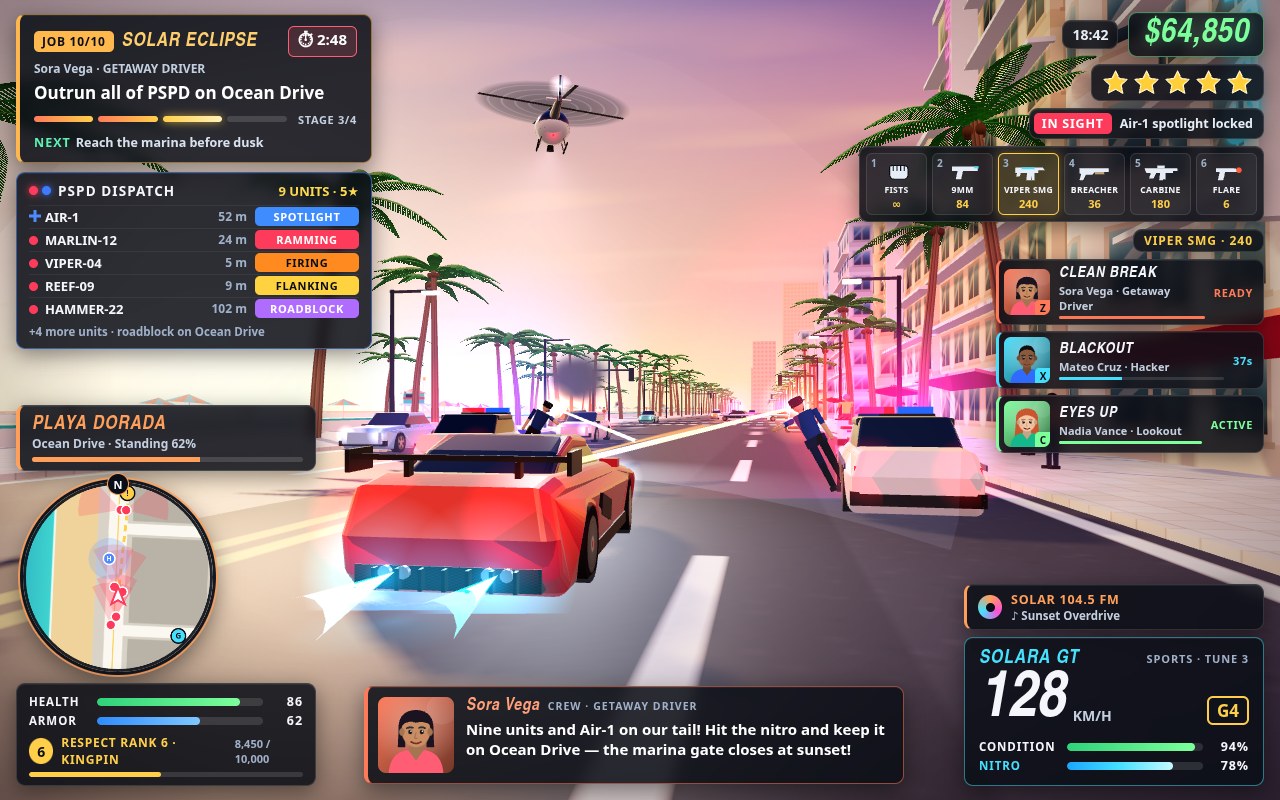 JOB 10/10 SOLAR ECLIPSE 2:48
Sora Vega · GETAWAY DRIVER
Outrun all of PSPD on Ocean Drive
STAGE 3/4
NEXT Reach the marina before dusk
PSPD DISPATCH 9 UNITS · 5★
AIR-1 52 m SPOTLIGHT
MARLIN-12 24 m RAMMING
VIPER-04 5 m FIRING
REEF-09 9 m FLANKING
HAMMER-22 102 m ROADBLOCK
+4 more units · roadblock on Ocean Drive
PLAYA DORADA
Ocean Drive · Standing 62%
N
!
H
G
HEALTH 86
ARMOR 62
6 RESPECT RANK 6 · KINGPIN 8,450 / 10,000
18:42 $64,850
IN SIGHT Air-1 spotlight locked
1 2 3 4 5 6
FISTS 9MM VIPER SMG BREACHER CARBINE FLARE
∞ 84 240 36 180 6
VIPER SMG · 240
CLEAN BREAK
Sora Vega · Getaway Driver
READY
Z
BLACKOUT
Mateo Cruz · Hacker
37s
X
EYES UP
Nadia Vance · Lookout
ACTIVE
C
Sora Vega CREW · GETAWAY DRIVER
Nine units and Air-1 on our tail! Hit the nitro and keep it
on Ocean Drive — the marina gate closes at sunset!
SOLAR 104.5 FM
♪ Sunset Overdrive
SOLARA GT SPORTS · TUNE 3
128 KM/H G4
CONDITION 94%
NITRO 78%